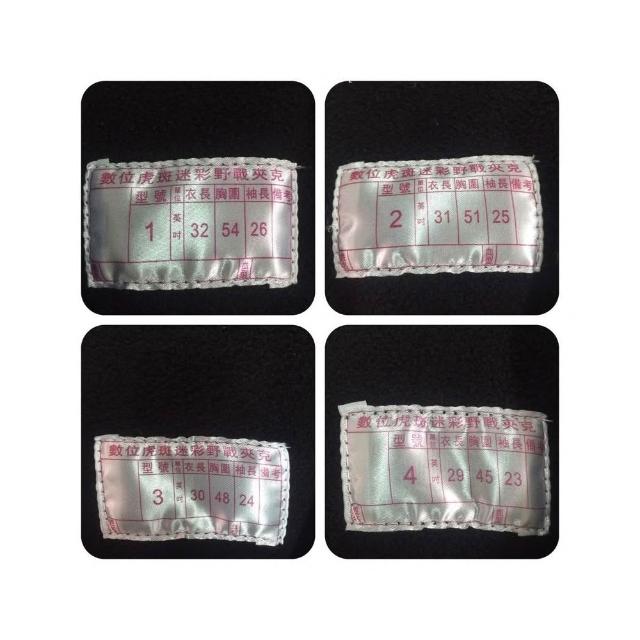 數位虎斑迷彩野戰夾克
型號 單位 衣長 胸圍 袖長 備考
1 英吋 32 54 26
數位虎斑迷彩野戰夾克
型號 單位 衣長 胸圍 袖長 備考
2 英吋 31 51 25
數位虎斑迷彩野戰夾克
型號 單位 衣長 胸圍 袖長 備考
3 英吋 30 48 24
數位虎斑迷彩野戰夾克
型號 單位 衣長 胸圍 袖長 備考
4 英吋 29 45 23